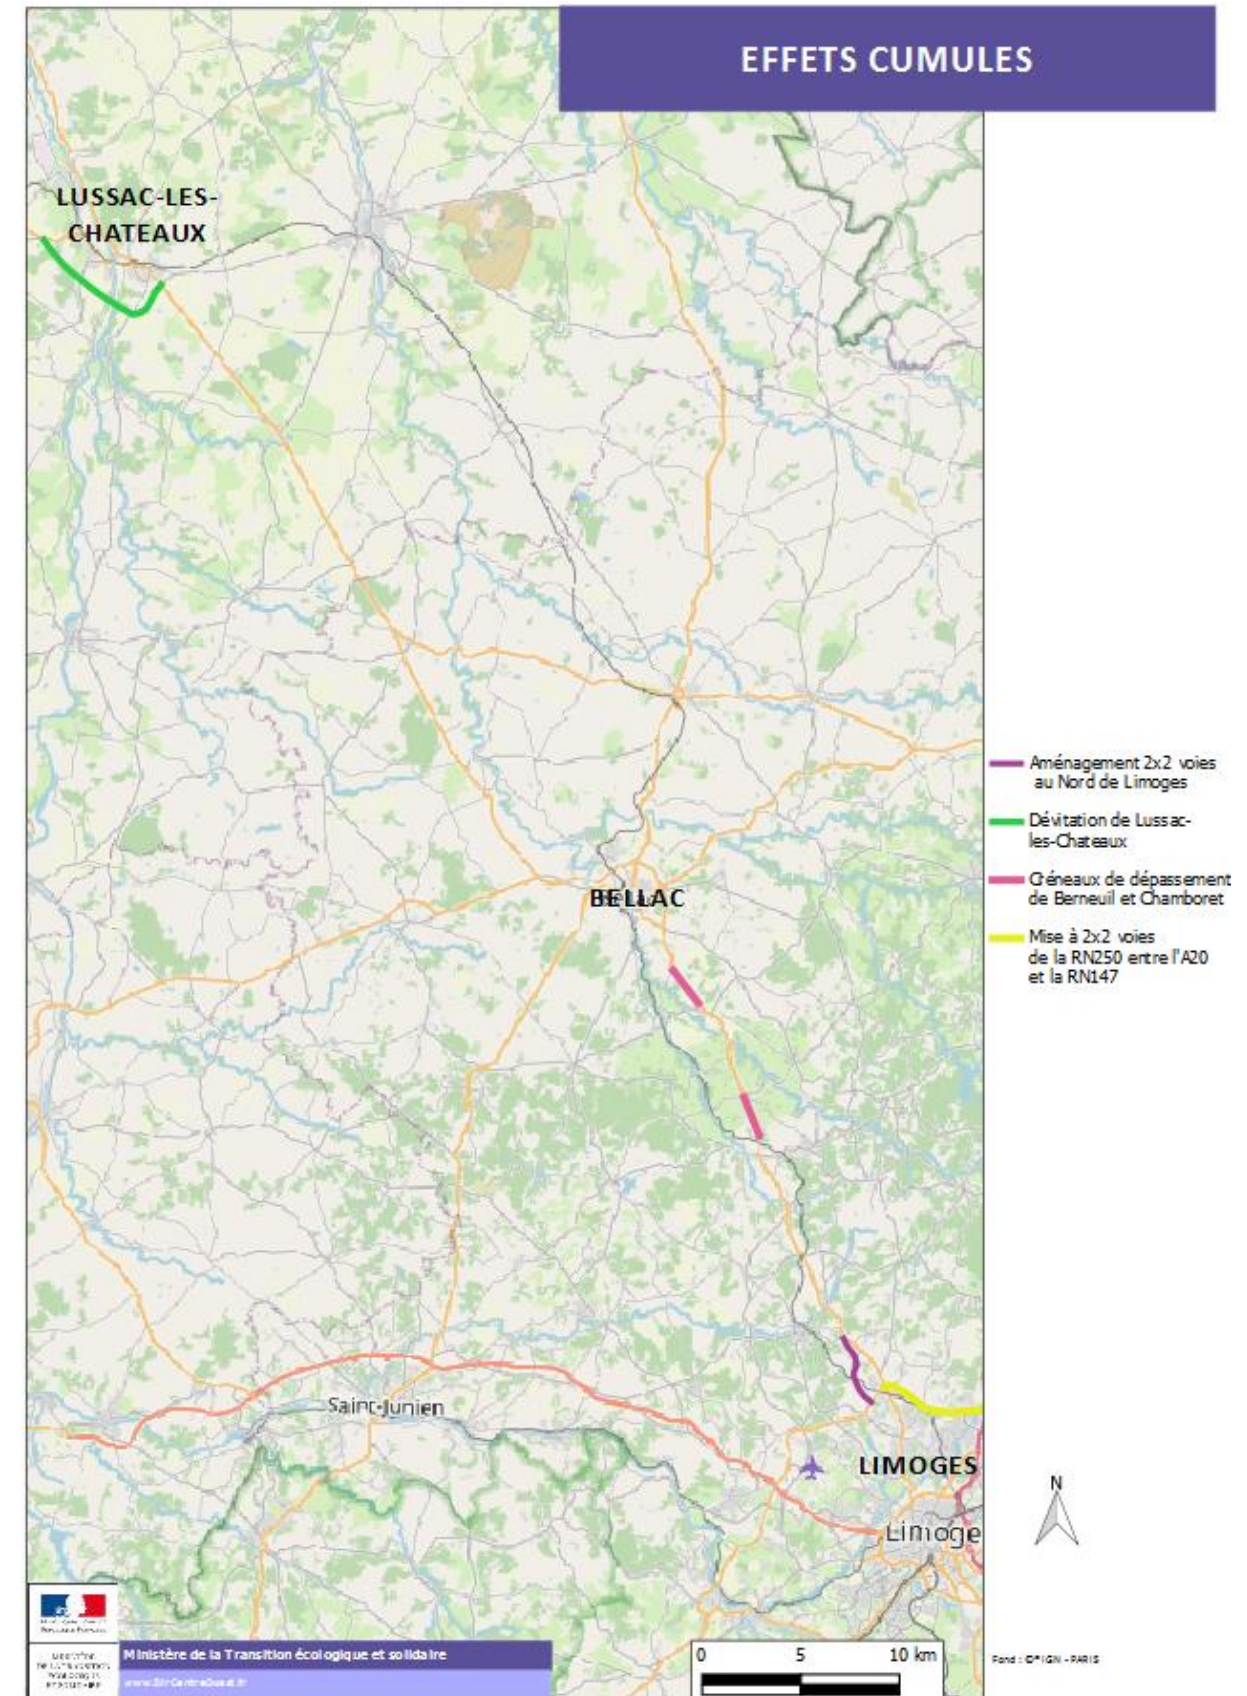 EFFETS CUMULES
LUSSAC-LES-
CHATEAUX
BELLAC
Saint-Junien
LIMOGES
Limoge
Aménagement 2x2 voies
au Nord de Limoges
Dévitation de Lussac-
les-Chateaux
Créneaux de dépassement
de Berneuil et Chamboret
Mise à 2x2 voies
de la RN250 entre l'A20
et la RN147
N
Ministère de la Transition écologique et solidaire
0 5 10 km
Fond : ©® IGN - PARIS